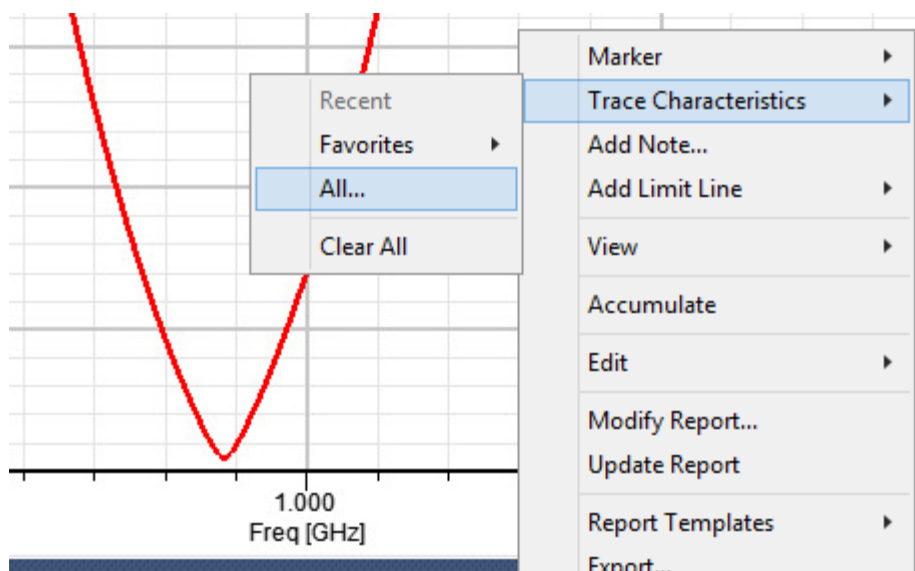 Marker
Trace Characteristics
Add Note...
Add Limit Line
View
Accumulate
Edit
Modify Report...
Update Report
Report Templates
Export...
Recent
Favorites
All...
Clear All
1.000
Freq [GHz]